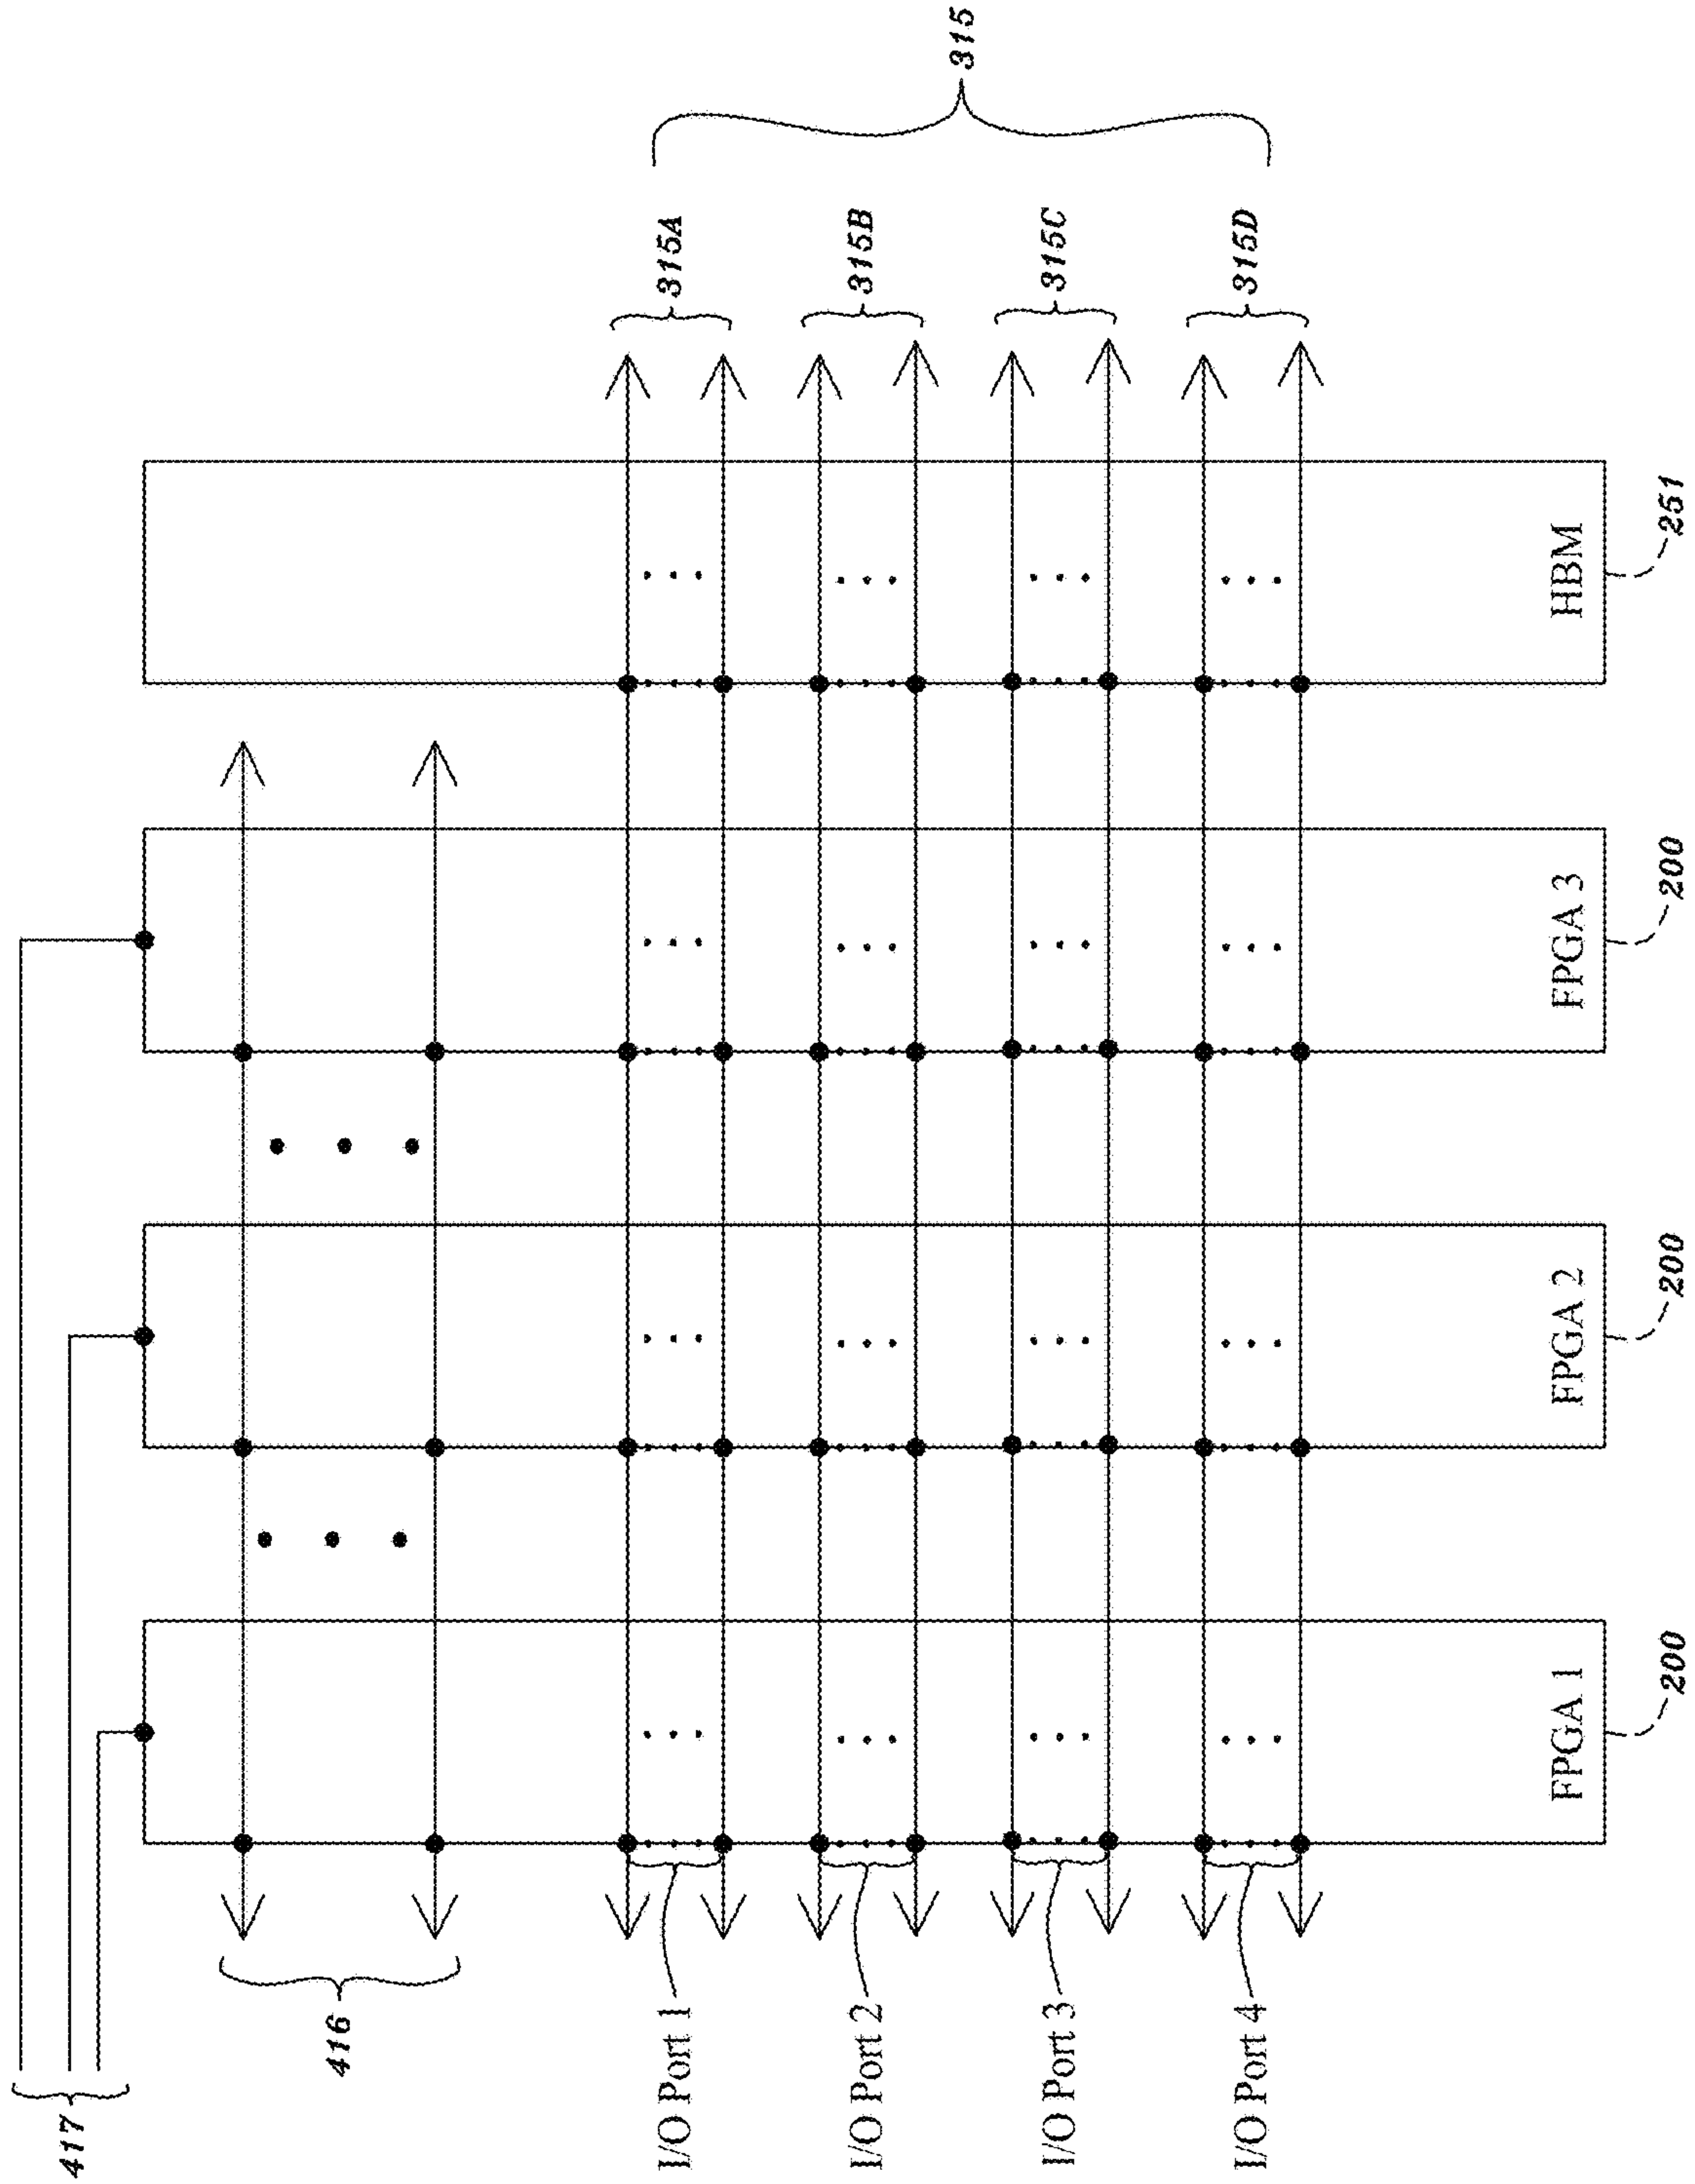 417
416
I/O Port 1
I/O Port 2
I/O Port 3
I/O Port 4
FPGA 1
200
FPGA 2
200
FPGA 3
200
HBM
251
315A
315B
315C
315D
315